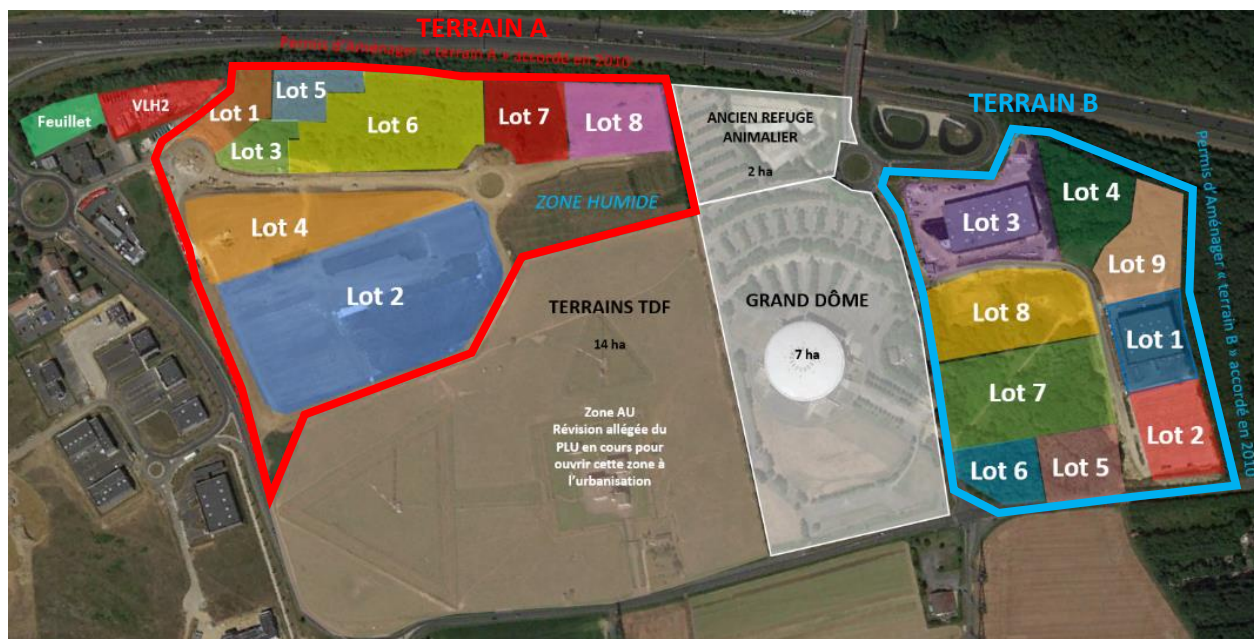 TERRAIN A
Permis d'Aménager « terrain A » accordé en 2010
Feuillet
VLH2
Lot 1
Lot 5
Lot 3
Lot 6
Lot 7
Lot 8
Lot 4
Lot 2
ZONE HUMIDE
ANCIEN REFUGE
ANIMALIER
2 ha
TERRAINS TDF
14 ha
Zone AU
Révision allégée du
PLU en cours pour
ouvrir cette zone à
l'urbanisation
GRAND DÔME
7 ha
TERRAIN B
Permis d'Aménager « terrain B » accordé en 2010
Lot 3
Lot 4
Lot 9
Lot 8
Lot 1
Lot 7
Lot 2
Lot 6
Lot 5